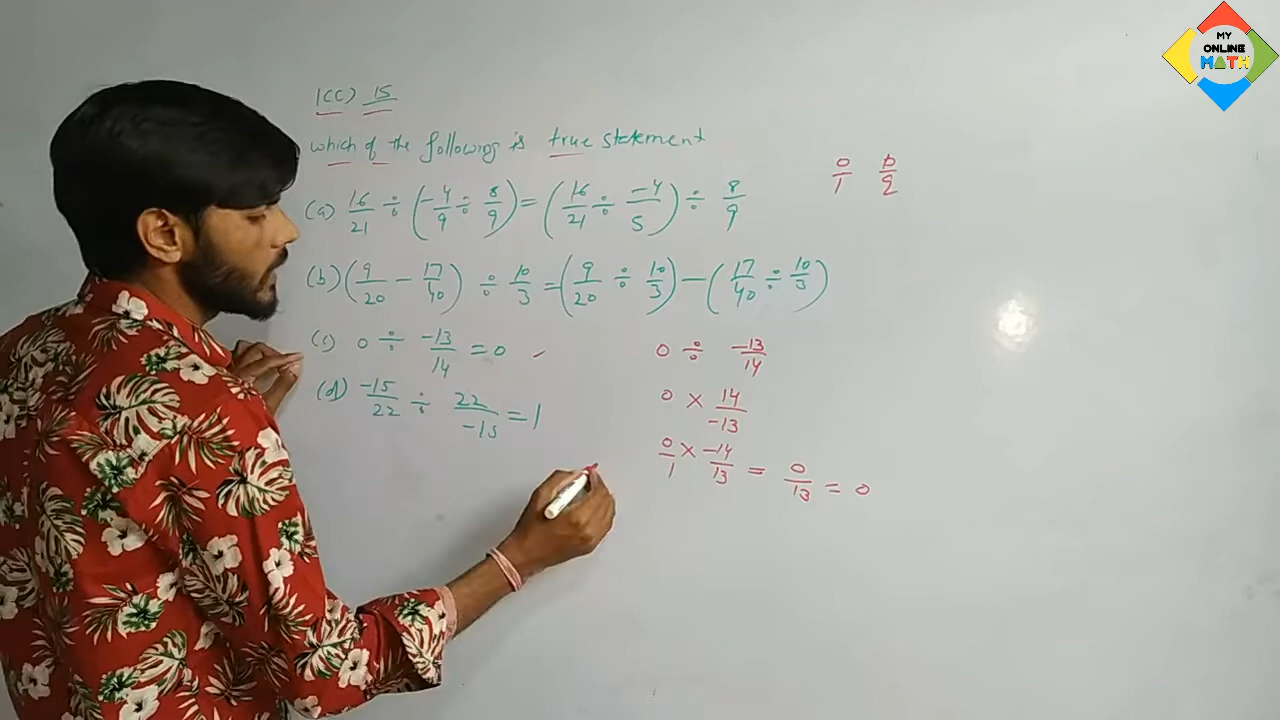 MY
ONLINE
MATH
1(C) 15
which of the following is true statement
0/1 p/q
(a) 16/21 ÷ (-4/9 ÷ 8/9) = (16/21 ÷ -4/5) ÷ 8/9
(b) (9/20 - 17/40) ÷ 10/3 = (9/20 ÷ 10/3) - (17/40 ÷ 10/3)
(c) 0 ÷ -13/14 = 0 ✓
0 ÷ -13/14
(d) -15/22 ÷ 22/-15 = 1
0 × 14/-13
0/1 × -14/13 = 0/13 = 0